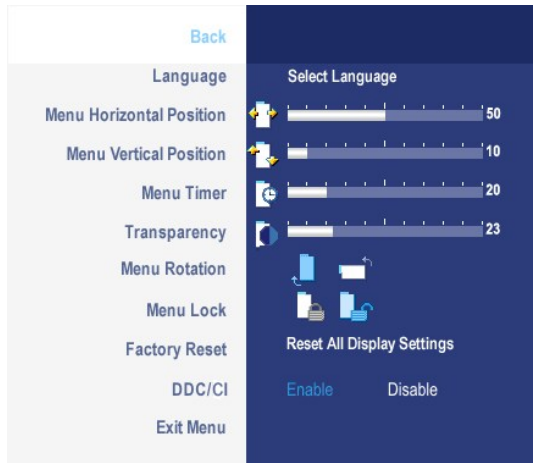 Back
Language Select Language
Menu Horizontal Position 50
Menu Vertical Position 10
Menu Timer 20
Transparency 23
Menu Rotation
Menu Lock
Factory Reset Reset All Display Settings
DDC/CI Enable Disable
Exit Menu